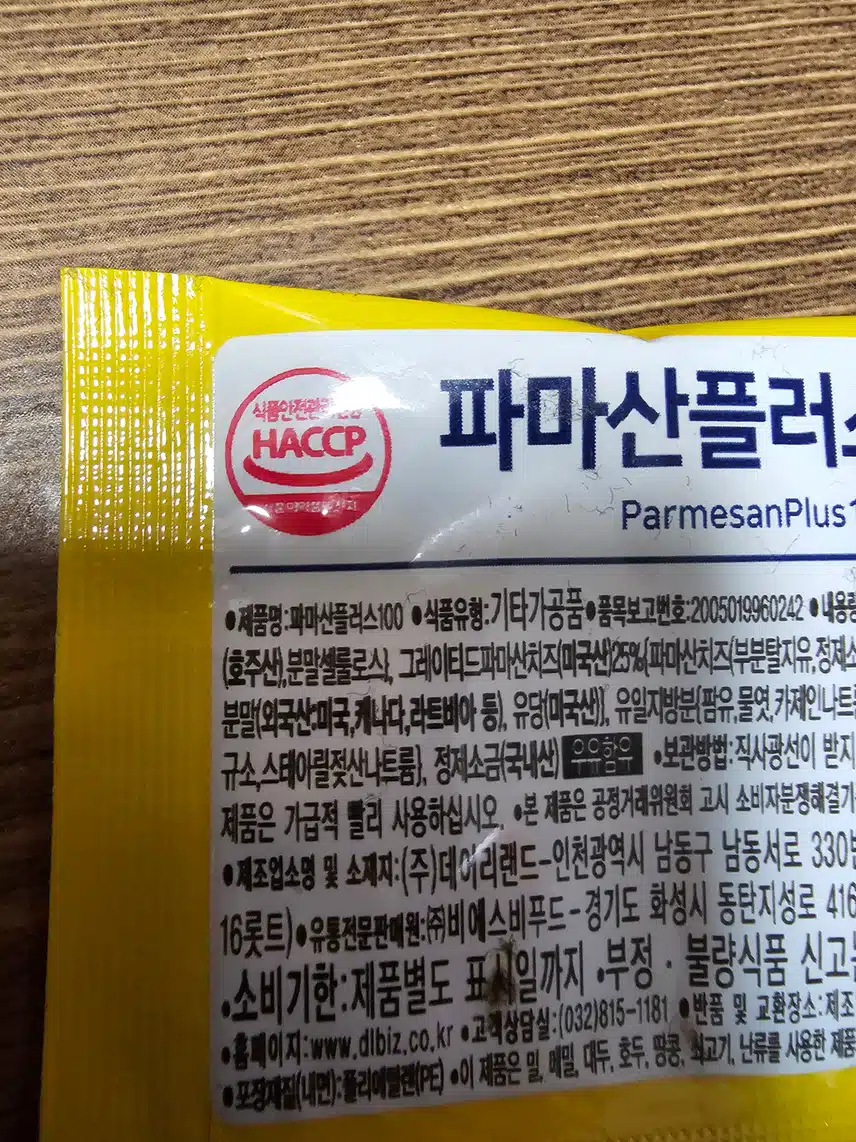 식품안전관리인증
HACCP
파마산플러스
ParmesanPlus1
•제품명:파마산플러스100 •식품유형:기타가공품•품목보고번호:2005019960242 •내용량
(호주산),분말셀룰로스}, 그레이티드파마산치즈(미국산)25%{파마산치즈(부분탈지유,정제소
분말(외국산:미국,캐나다,라트비아 등), 유당(미국산)}, 유일지방분{팜유,물엿,카제인나트
규소,스테아릴젖산나트륨}, 정제소금(국내산) 우유함유 •보관방법:직사광선이 받지
제품은 가급적 빨리 사용하십시오. •본 제품은 공정거래위원회 고시 소비자분쟁해결기
•제조업소명 및 소재지:(주)데어리랜드-인천광역시 남동구 남동서로 330번
16롯트)•유통전문판매원:㈜비에스비푸드-경기도 화성시 동탄지성로 416
•소비기한:제품별도 표시일까지 •부정·불량식품 신고는
•홈페이지:www.dlbiz.co.kr •고객상담실:(032)815-1181 •반품 및 교환장소:제조
•포장재질(내면):폴리에틸렌(PE) •이 제품은 밀, 메밀, 대두, 호두, 땅콩, 쇠고기, 난류를 사용한 제품